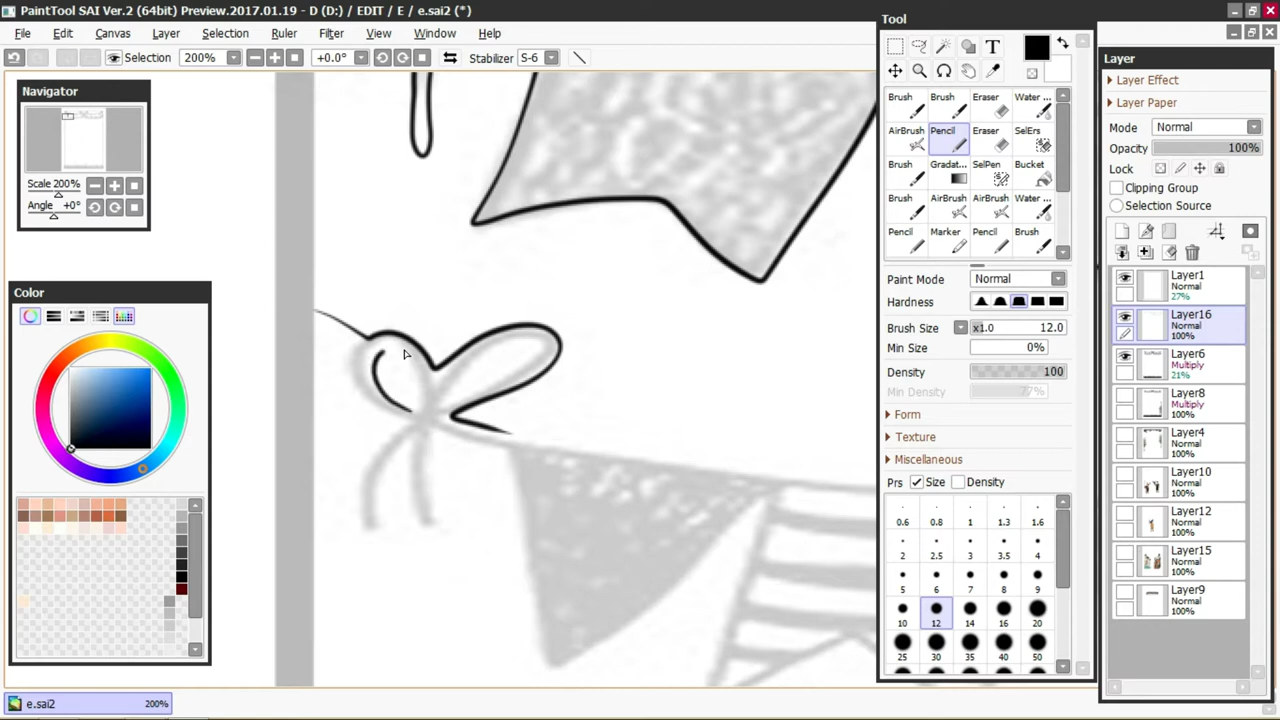 PaintTool SAI Ver.2 (64bit) Preview.2017.01.19 - D (D:) / EDIT / E / e.sai2 (*)
File Edit Canvas Layer Selection Ruler Filter View Window Help
Selection 200% +0.0° Stabilizer S-6
Navigator
Scale 200%
Angle +0°
Color
Tool
T
Brush Brush Eraser Water ...
AirBrush Pencil Eraser SelErs
Brush Gradat... SelPen Bucket
Brush AirBrush AirBrush Water ...
Pencil Marker Pencil Brush
Paint Mode Normal
Hardness
Brush Size x1.0 12.0
Min Size 0%
Density 100
Min Density 77%
Form
Texture
Miscellaneous
Prs Size Density
0.6 0.8 1 1.3 1.6
2 2.5 3 3.5 4
5 6 7 8 9
10 12 14 16 20
25 30 35 40 50
Layer
Layer Effect
Layer Paper
Mode Normal
Opacity 100%
Lock
Clipping Group
Selection Source
Layer1
Normal
27%
Layer16
Normal
100%
Layer6
Multiply
21%
Layer8
Multiply
100%
Layer4
Normal
100%
Layer10
Normal
100%
Layer12
Normal
100%
Layer15
Normal
100%
Layer9
Normal
100%
e.sai2 200%